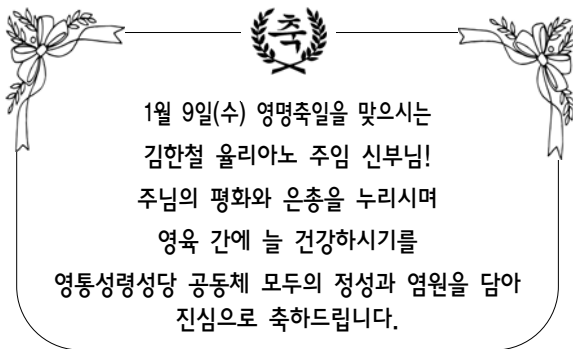 축
1월 9일(수) 영명축일을 맞으시는
김한철 율리아노 주임 신부님!
주님의 평화와 은총을 누리시며
영육 간에 늘 건강하시기를
영통성령성당 공동체 모두의 정성과 염원을 담아
진심으로 축하드립니다.